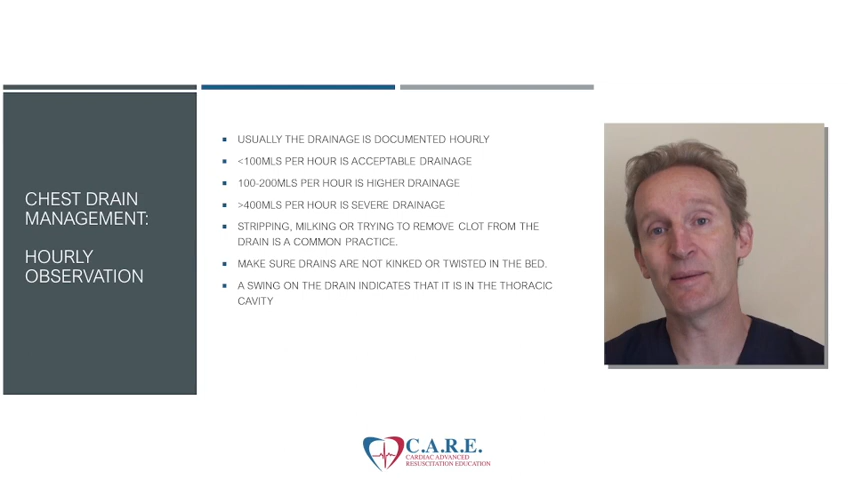 CHEST DRAIN
MANAGEMENT:
HOURLY
OBSERVATION
USUALLY THE DRAINAGE IS DOCUMENTED HOURLY
<100MLS PER HOUR IS ACCEPTABLE DRAINAGE
100-200MLS PER HOUR IS HIGHER DRAINAGE
>400MLS PER HOUR IS SEVERE DRAINAGE
STRIPPING, MILKING OR TRYING TO REMOVE CLOT FROM THE
DRAIN IS A COMMON PRACTICE.
MAKE SURE DRAINS ARE NOT KINKED OR TWISTED IN THE BED.
A SWING ON THE DRAIN INDICATES THAT IT IS IN THE THORACIC
CAVITY
C.A.R.E.
CARDIAC ADVANCED
RESUSCITATION EDUCATION